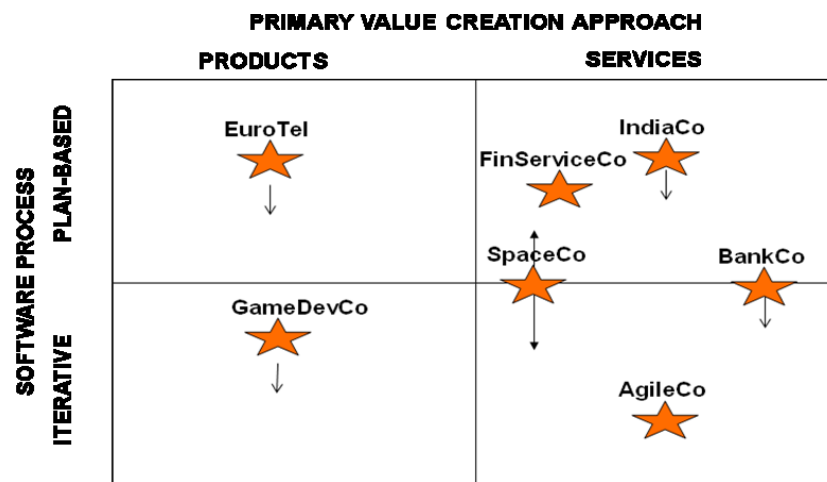 PRIMARY VALUE CREATION APPROACH
PRODUCTS
SERVICES
SOFTWARE PROCESS
PLAN-BASED
ITERATIVE
EuroTel
IndiaCo
FinServiceCo
SpaceCo
BankCo
GameDevCo
AgileCo